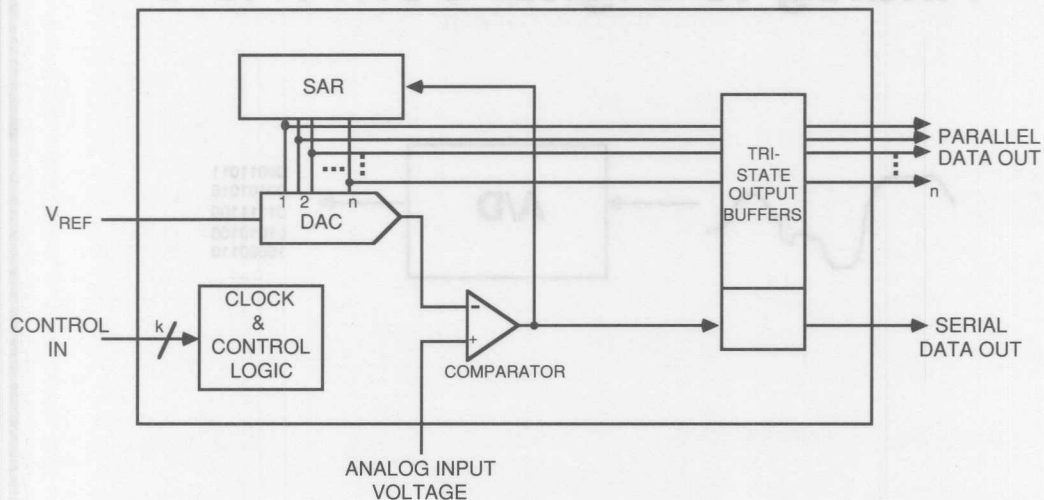 SAR
1 2 n
DAC
V_REF
CONTROL
IN
k
CLOCK
&
CONTROL
LOGIC
-
+
COMPARATOR
ANALOG INPUT
VOLTAGE
TRI-
STATE
OUTPUT
BUFFERS
PARALLEL
DATA OUT
n
SERIAL
DATA OUT
A/D